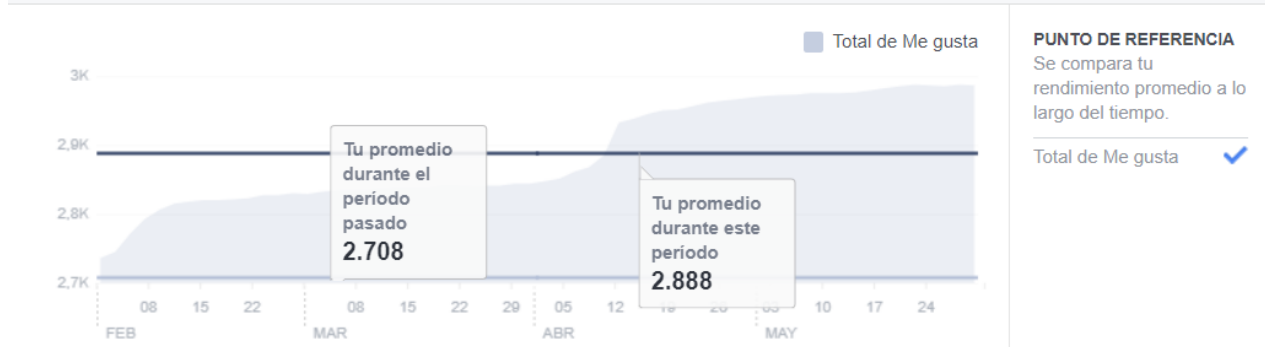 Total de Me gusta
3K
2,9K
2,8K
2,7K
Tu promedio
durante el
período
pasado
2.708
Tu promedio
durante este
período
2.888
08 15 22 08 15 22 29 05 12 19 26 03 10 17 24
FEB MAR ABR MAY
PUNTO DE REFERENCIA
Se compara tu
rendimiento promedio a lo
largo del tiempo.
Total de Me gusta